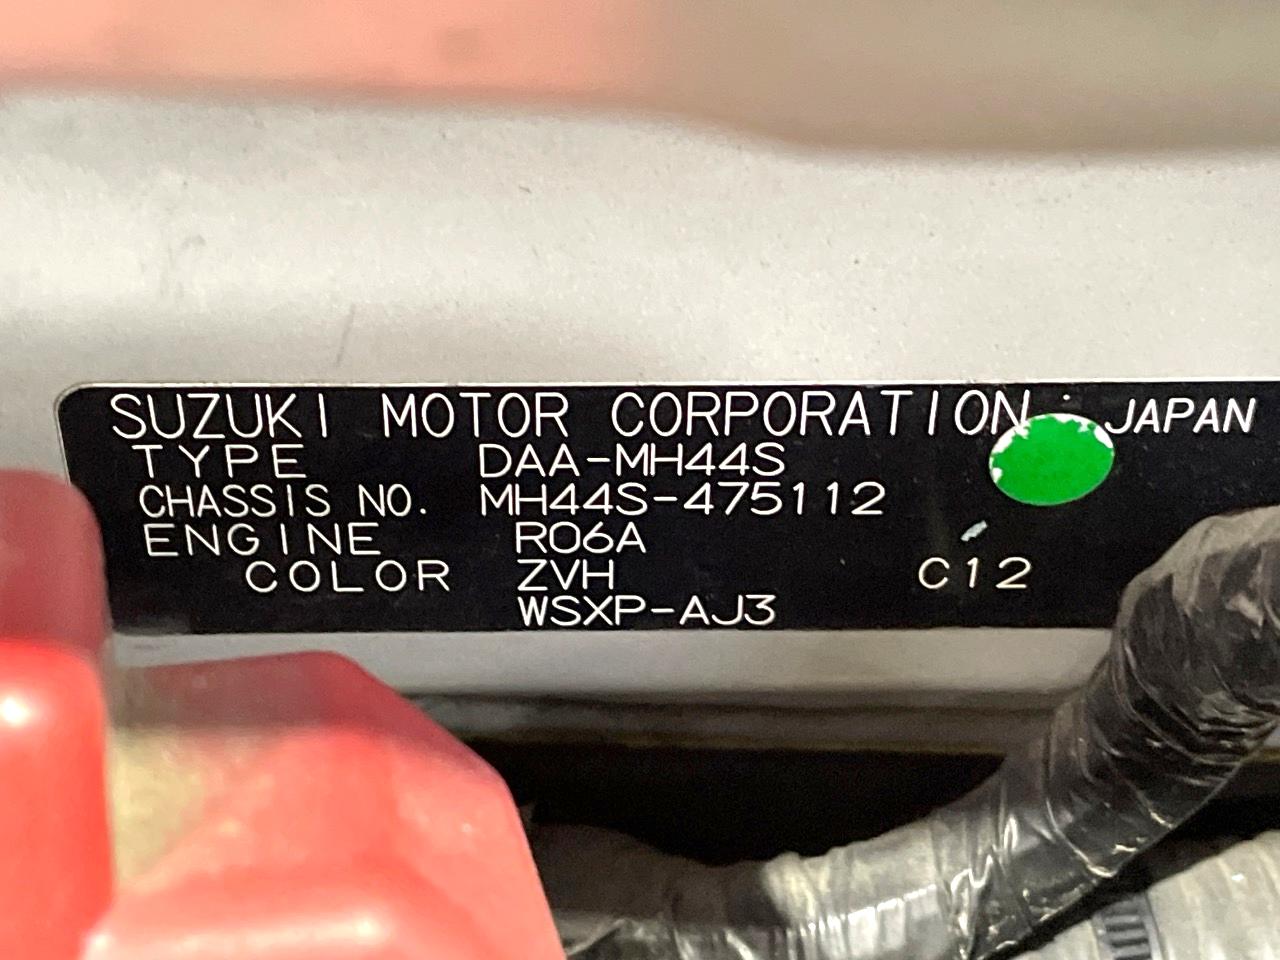 SUZUKI MOTOR CORPORATION JAPAN
TYPE DAA-MH44S
CHASSIS NO. MH44S-475112
ENGINE R06A
COLOR ZVH C12
WSXP-AJ3